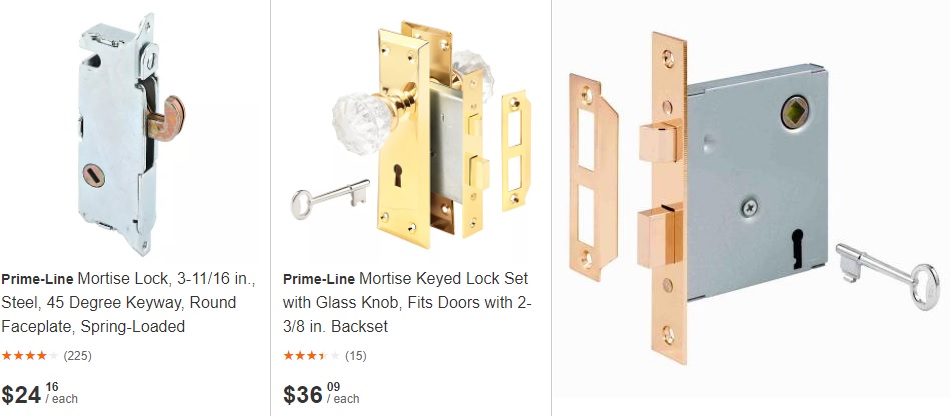 Prime-Line Mortise Lock, 3-11/16 in.,
Steel, 45 Degree Keyway, Round
Faceplate, Spring-Loaded
(225)
$24 16 / each
Prime-Line Mortise Keyed Lock Set
with Glass Knob, Fits Doors with 2-
3/8 in. Backset
(15)
$36 09 / each